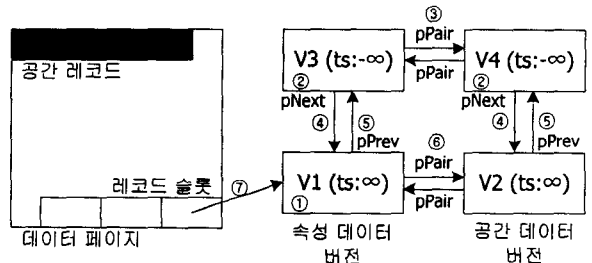 공간 레코드
레코드 슬롯
데이터 페이지
⑦
③
pPair
V3 (ts:-∞)
②
pPair
V4 (ts:-∞)
②
pNext
④
⑤
pPrev
pNext
④
⑤
pPrev
⑥
pPair
V1 (ts:∞)
①
pPair
V2 (ts:∞)
속성 데이터
버전
공간 데이터
버전